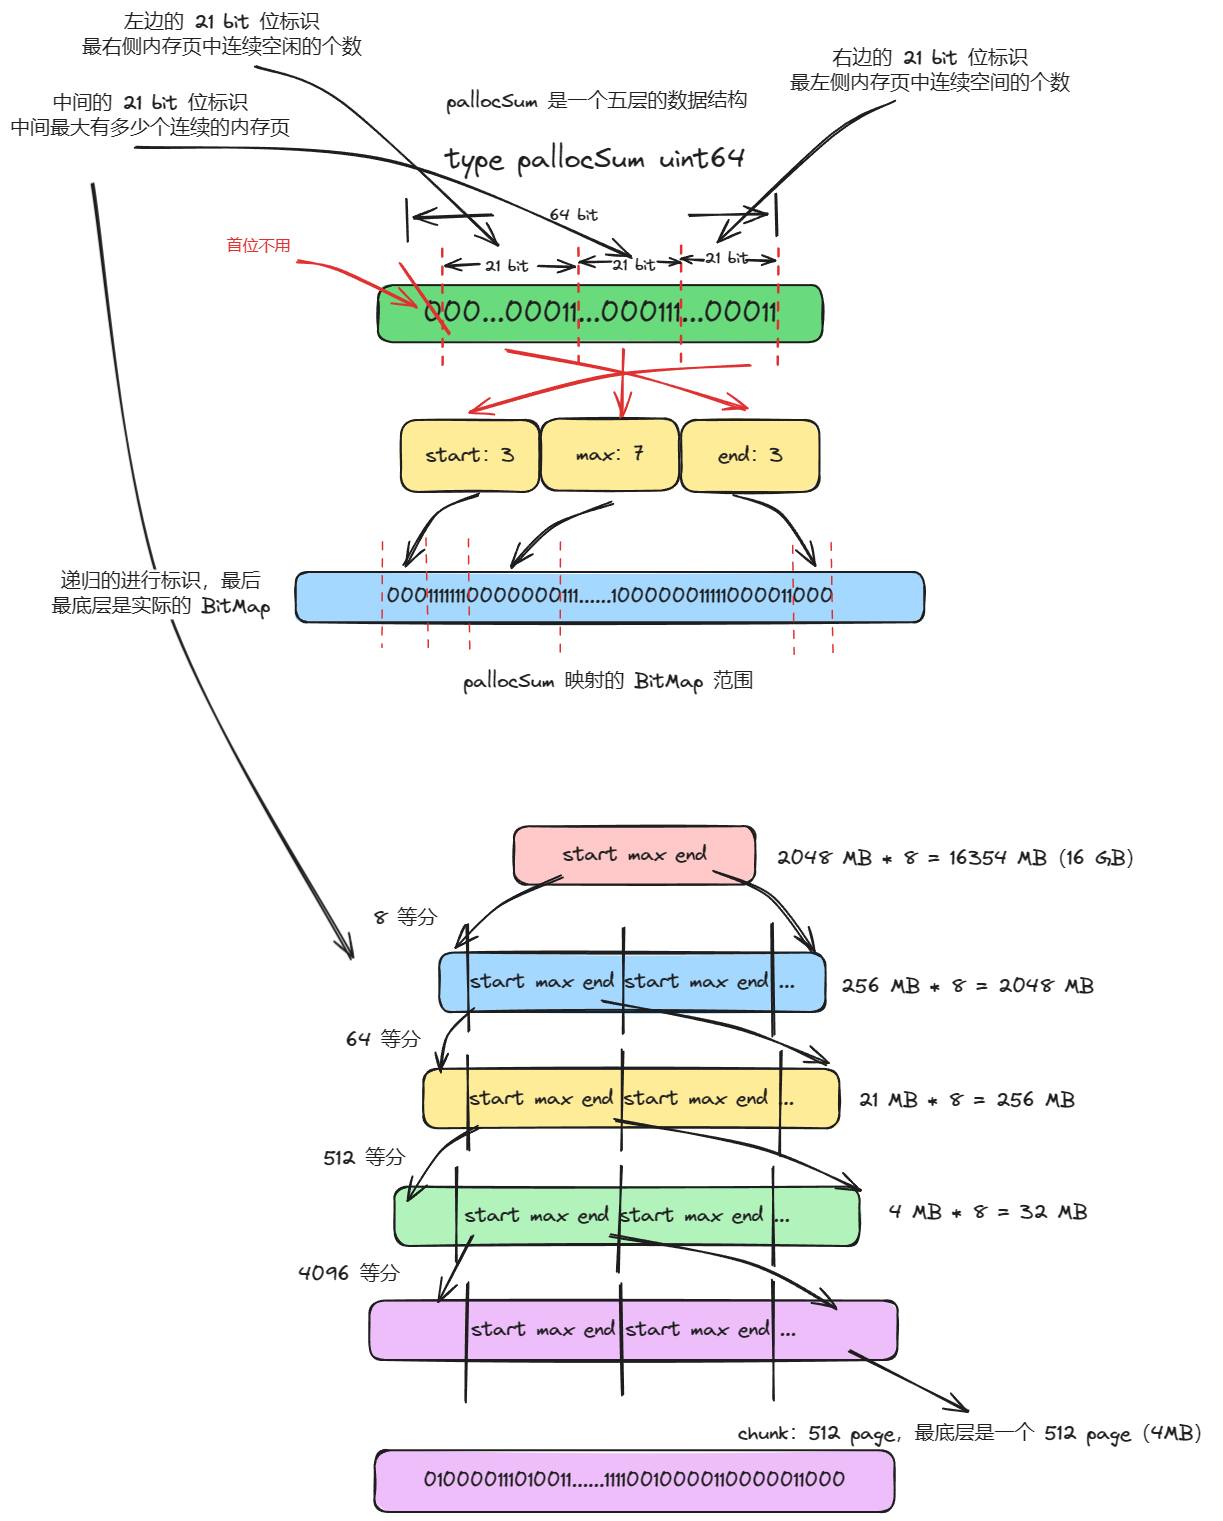 左边的 21 bit 位标识
最右侧内存页中连续空闲的个数
右边的 21 bit 位标识
最左侧内存页中连续空间的个数
中间的 21 bit 位标识
中间最大有多少个连续的内存页
pallocSum 是一个五层的数据结构
type pallocSum uint64
64 bit
首位不用
21 bit
21 bit
21 bit
000...00011...000111...00011
start: 3
max: 7
end: 3
递归的进行标识，最后
最底层是实际的 BitMap
00011111110000000111......10000001111100001​1000
pallocSum 映射的 BitMap 范围
start max end
2048 MB * 8 = 16354 MB (16 GB)
8 等分
start max end start max end ...
256 MB * 8 = 2048 MB
64 等分
start max end start max end ...
21 MB * 8 = 256 MB
512 等分
start max end start max end ...
4 MB * 8 = 32 MB
4096 等分
start max end start max end ...
chunk: 512 page，最底层是一个 512 page (4MB)
010000111010011......1111001000011000​0011000